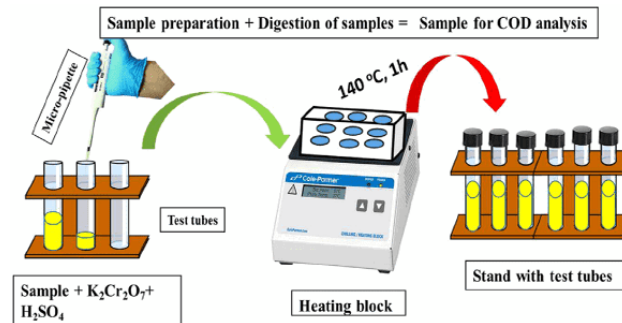 Sample preparation + Digestion of samples = Sample for COD analysis
Micro-pipette
140 °C, 1h
Cole-Parmer
Test tubes
Sample + K₂Cr₂O₇+
H₂SO₄
Heating block
Stand with test tubes